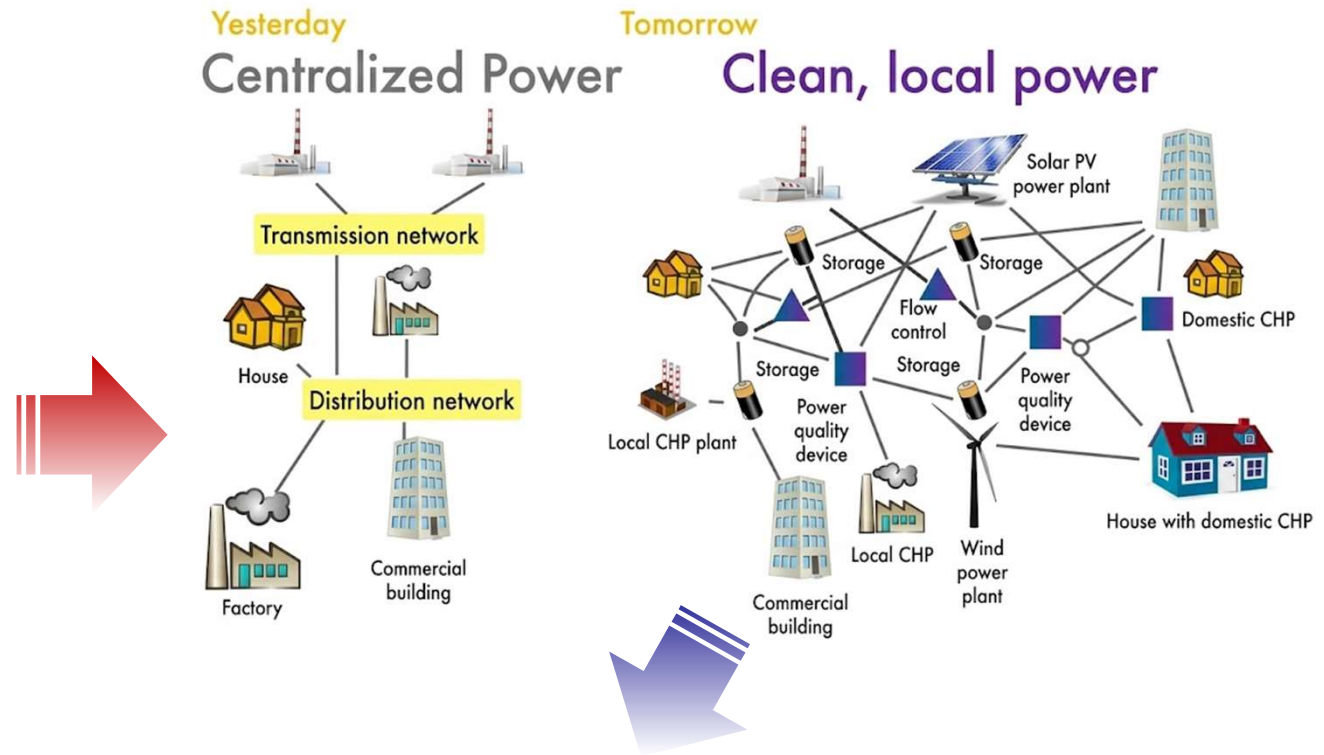 Yesterday
Centralized Power
Transmission network
House
Distribution network
Factory
Commercial
building
Tomorrow
Clean, local power
Solar PV
power plant
Storage
Storage
Flow
control
Domestic CHP
Storage
Storage
Power
quality
device
Local CHP plant
Power
quality
device
House with domestic CHP
Local CHP
Wind
power
plant
Commercial
building